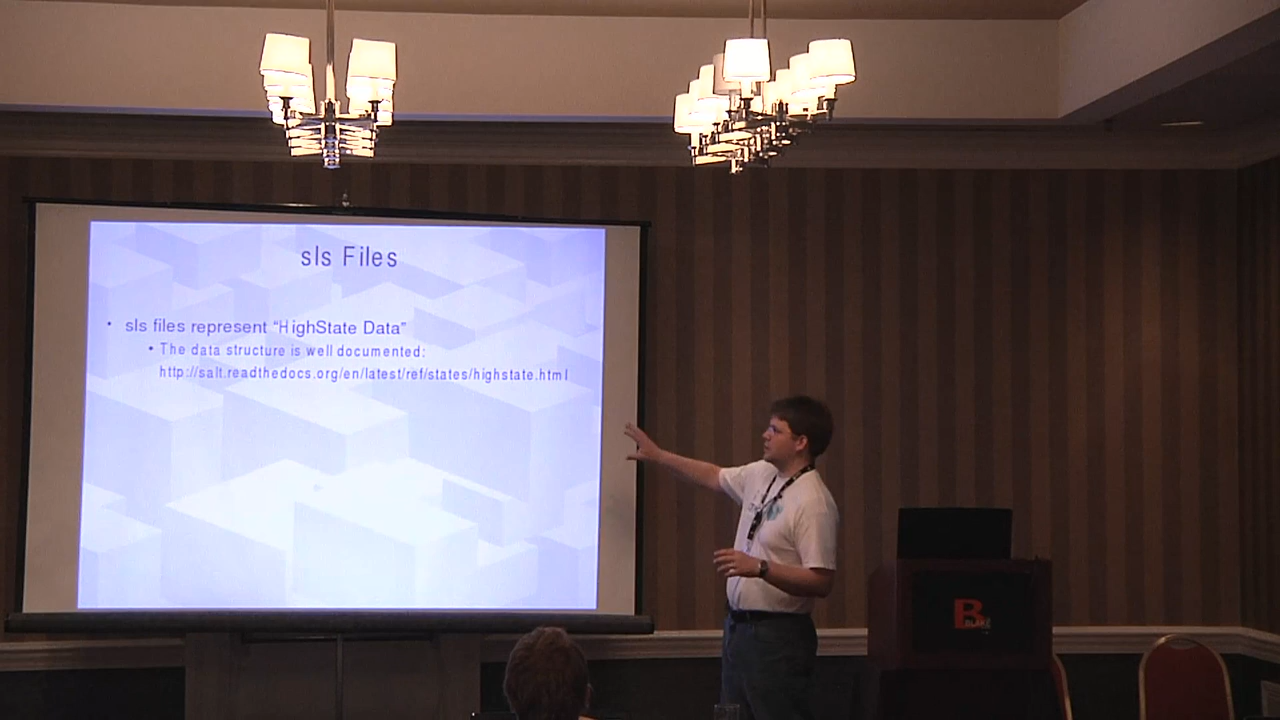 sls Files
• sls files represent “HighState Data”
• The data structure is well documented:
http://salt.readthedocs.org/en/latest/ref/states/highstate.html
B